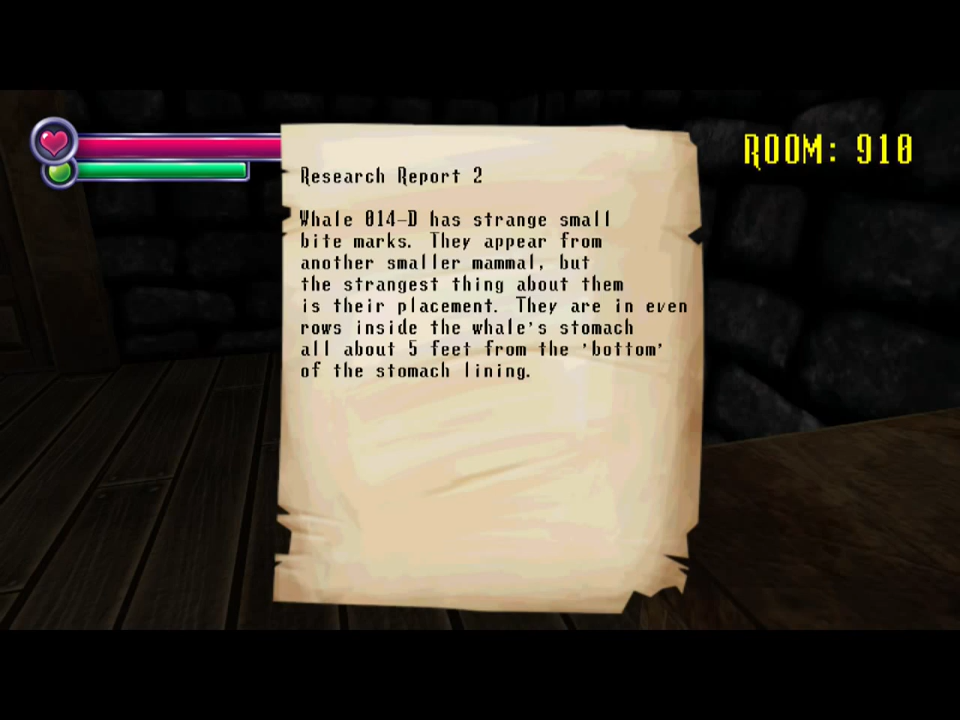 ROOM: 910
Research Report 2
Whale 014-D has strange small
bite marks. They appear from
another smaller mammal, but
the strangest thing about them
is their placement. They are in even
rows inside the whale's stomach
all about 5 feet from the 'bottom'
of the stomach lining.